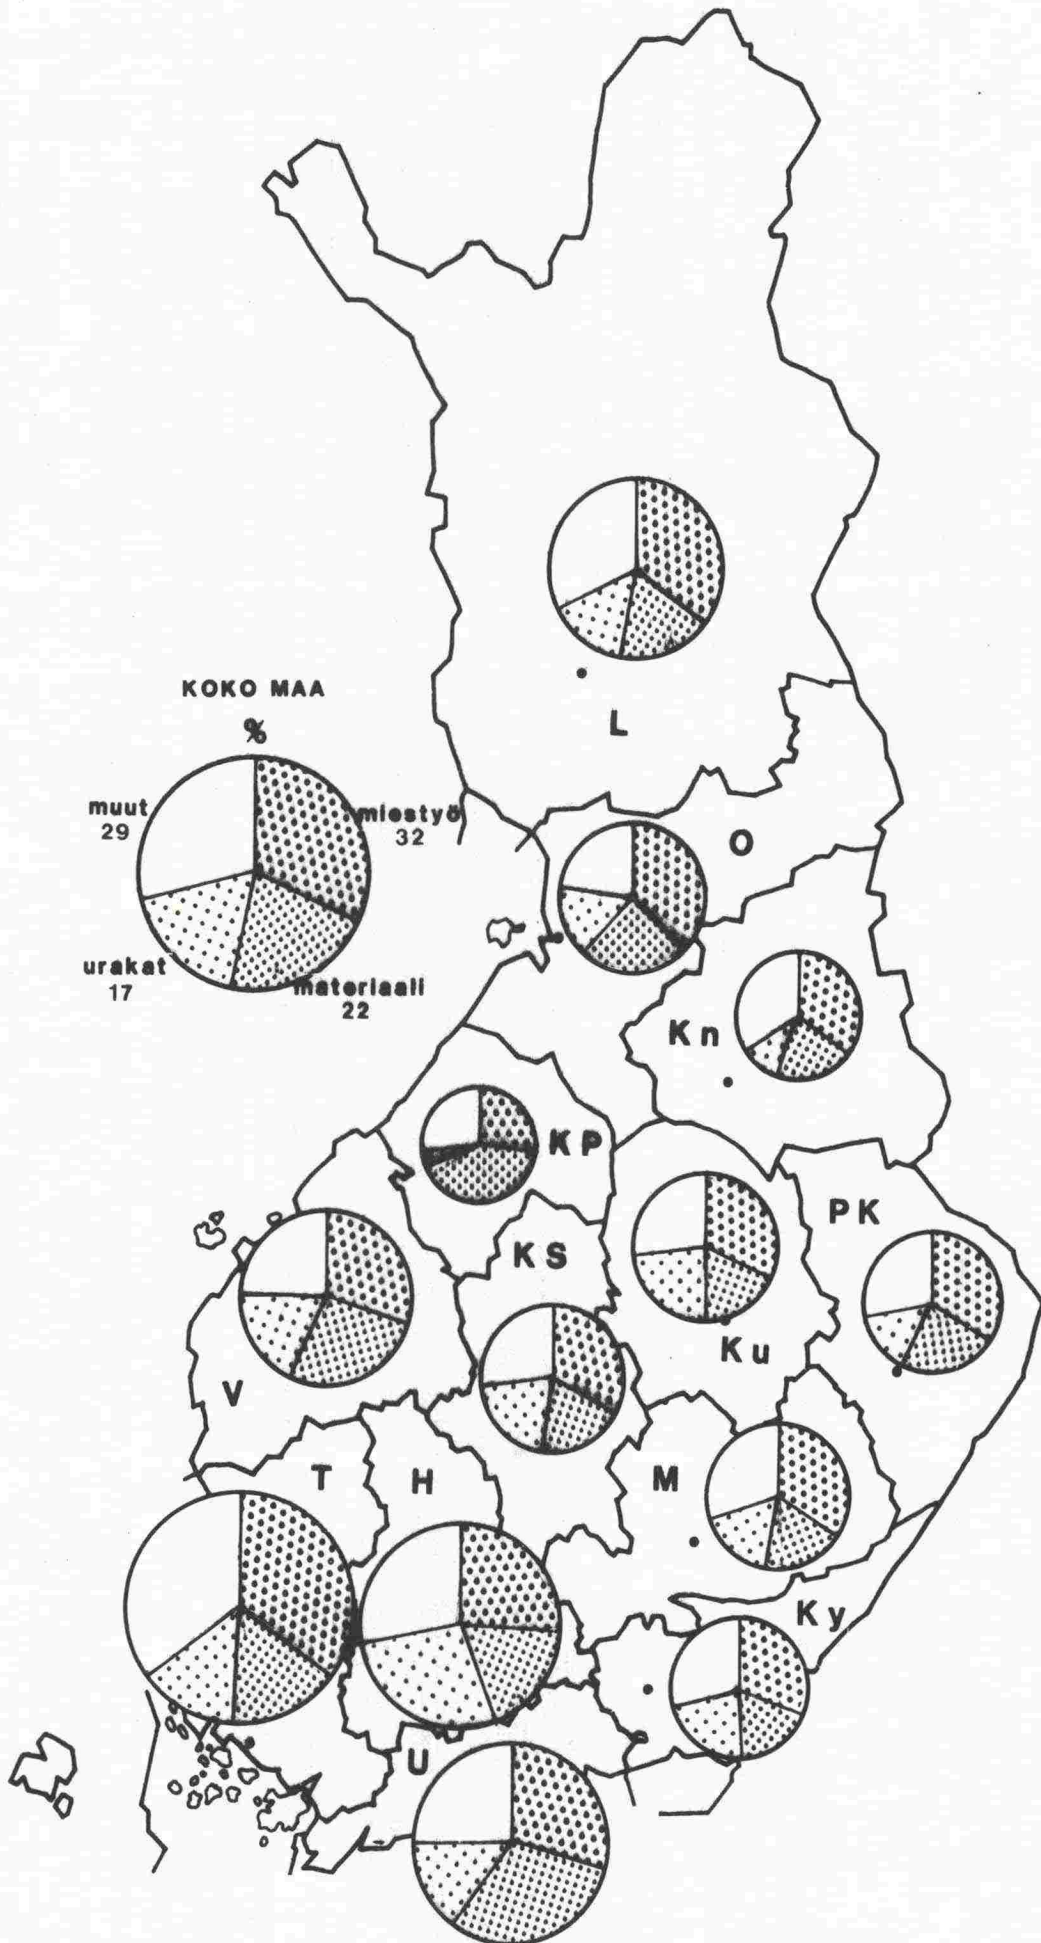 L
KOKO MAA
%
muut
29
miestyö
32
urakat
17
materiaali
22
O
Kn
KP
PK
KS
Ku
V
T
H
M
Ky
U